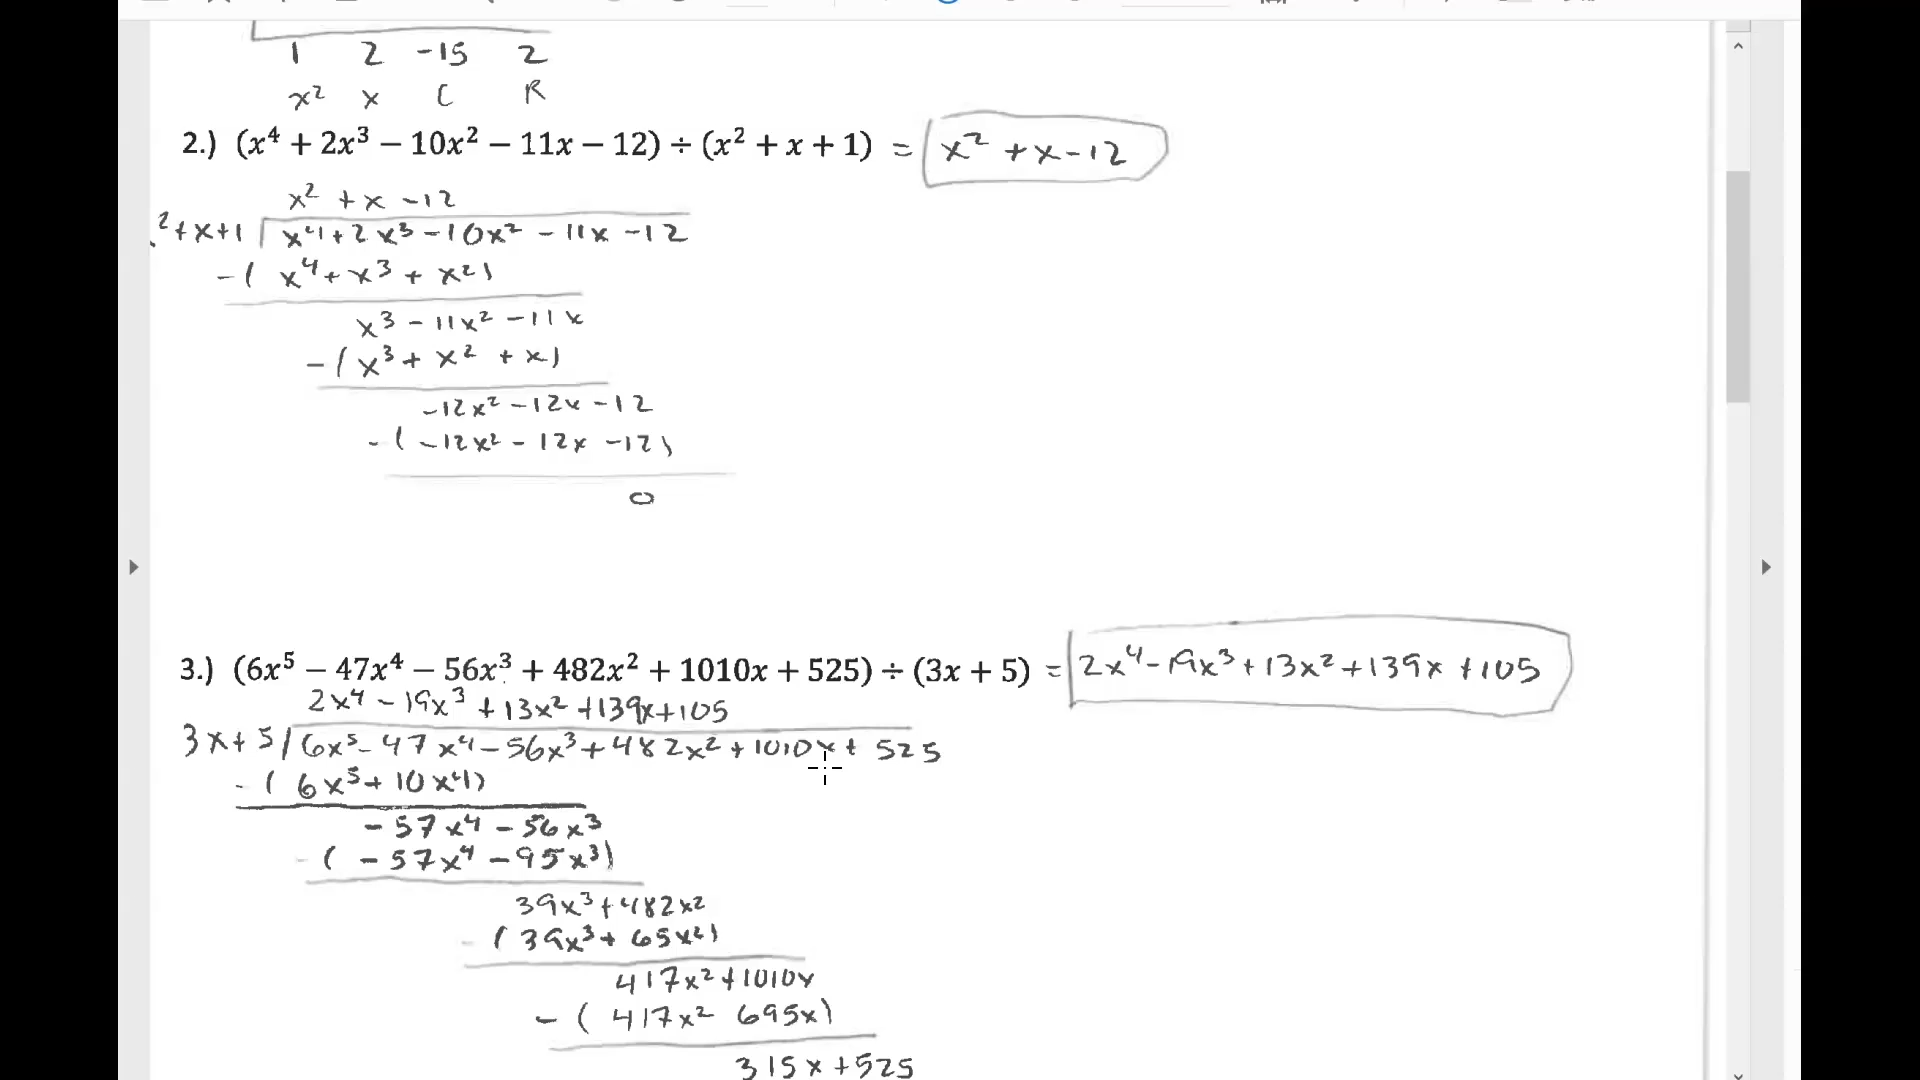 1 2 -15 2
x² x C R
2.) (x⁴ + 2x³ − 10x² − 11x − 12) ÷ (x² + x + 1) = x² + x - 12
x² + x - 12
² + x + 1 x⁴ + 2x³ - 10x² - 11x - 12
- ( x⁴ + x³ + x² )
x³ - 11x² - 11x
- ( x³ + x² + x )
-12x² - 12x - 12
- ( -12x² - 12x - 12 )
0
3.) (6x⁵ − 47x⁴ − 56x³ + 482x² + 1010x + 525) ÷ (3x + 5) = 2x⁴ - 19x³ + 13x² + 139x + 105
2x⁴ - 19x³ + 13x² + 139x + 105
3x + 5 6x⁵ - 47x⁴ - 56x³ + 482x² + 1010x + 525
- ( 6x⁵ + 10x⁴ )
- 57x⁴ - 56x³
- ( - 57x⁴ - 95x³ )
39x³ + 482x²
- ( 39x³ + 65x² )
417x² + 1010x
- ( 417x² 695x )
315x + 525